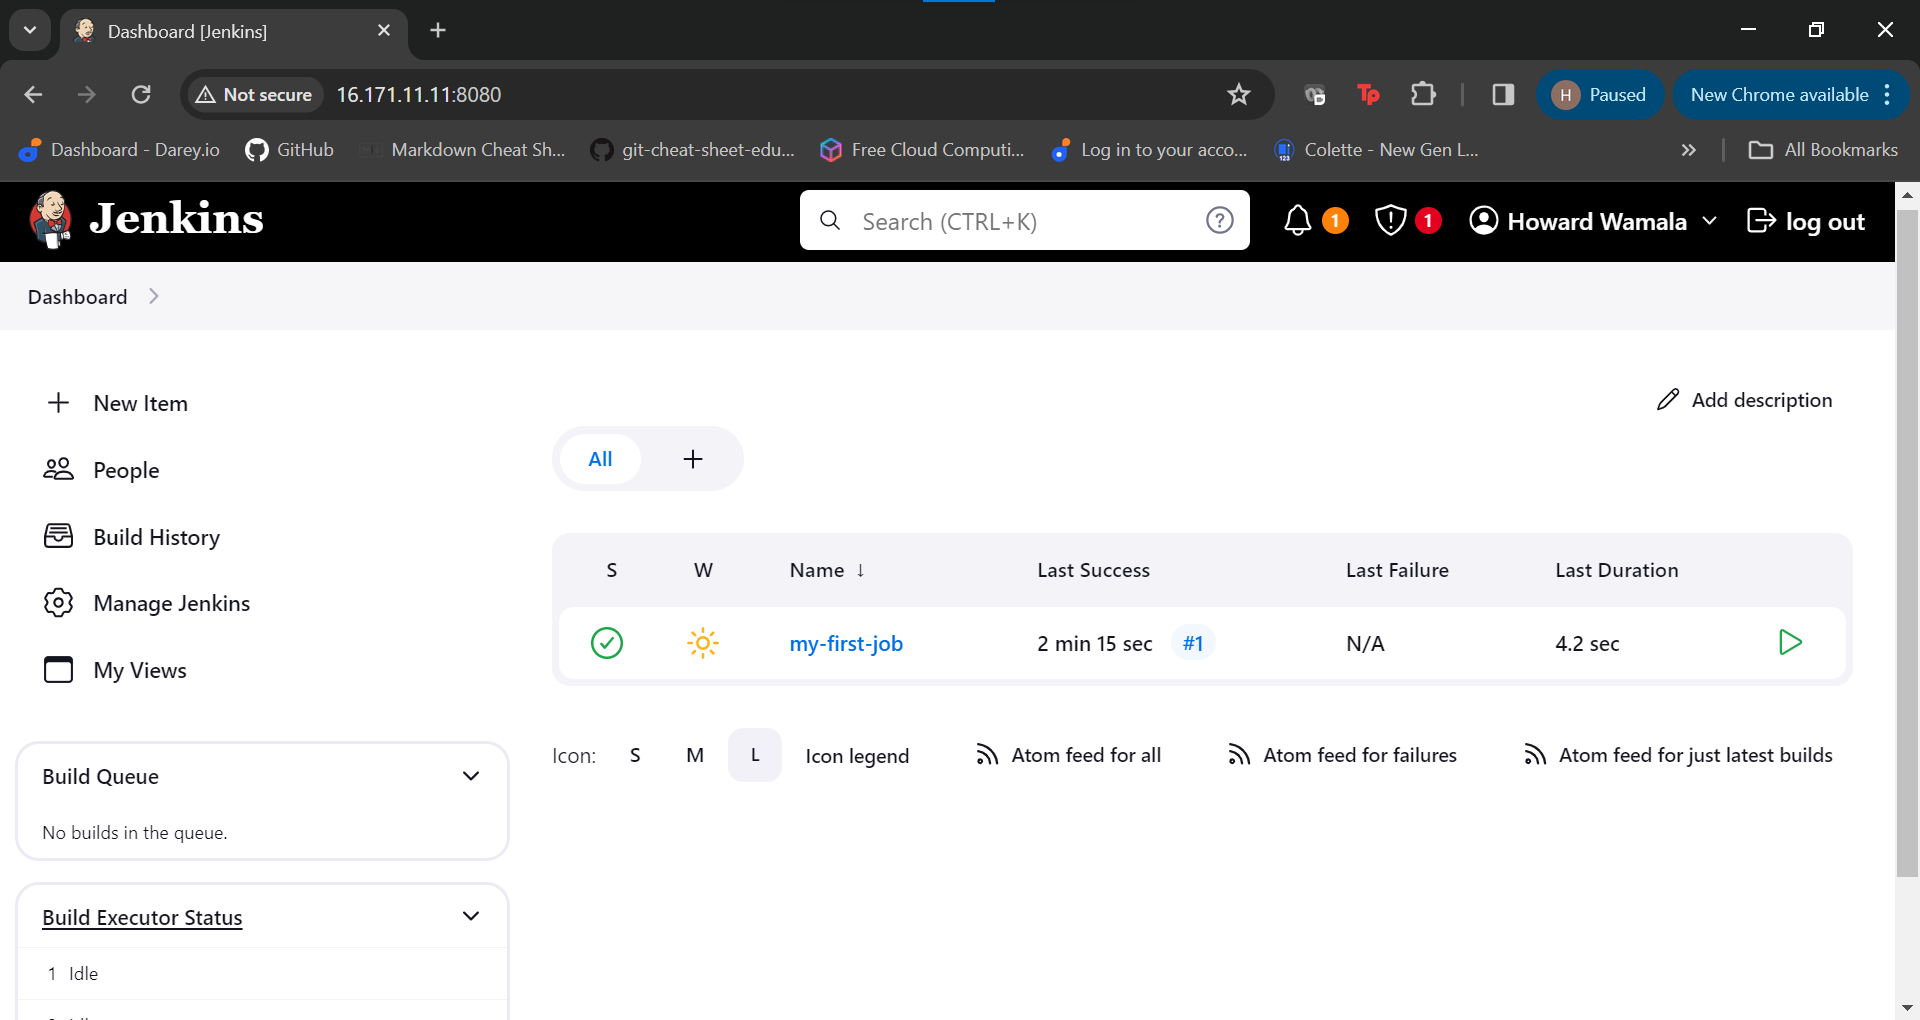 Dashboard [Jenkins]
Not secure 16.171.11.11:8080 Tp H Paused New Chrome available
Dashboard - Darey.io GitHub Markdown Cheat Sh... git-cheat-sheet-edu... Free Cloud Computi... Log in to your acco... 123 Colette - New Gen L... All Bookmarks
Jenkins Search (CTRL+K) 1 1 Howard Wamala log out
Dashboard
New Item
Add description
People
All
Build History
Manage Jenkins
My Views
S W Name ↓ Last Success Last Failure Last Duration
my-first-job 2 min 15 sec #1 N/A 4.2 sec
Icon: S M L Icon legend Atom feed for all Atom feed for failures Atom feed for just latest builds
Build Queue
No builds in the queue.
Build Executor Status
1 Idle